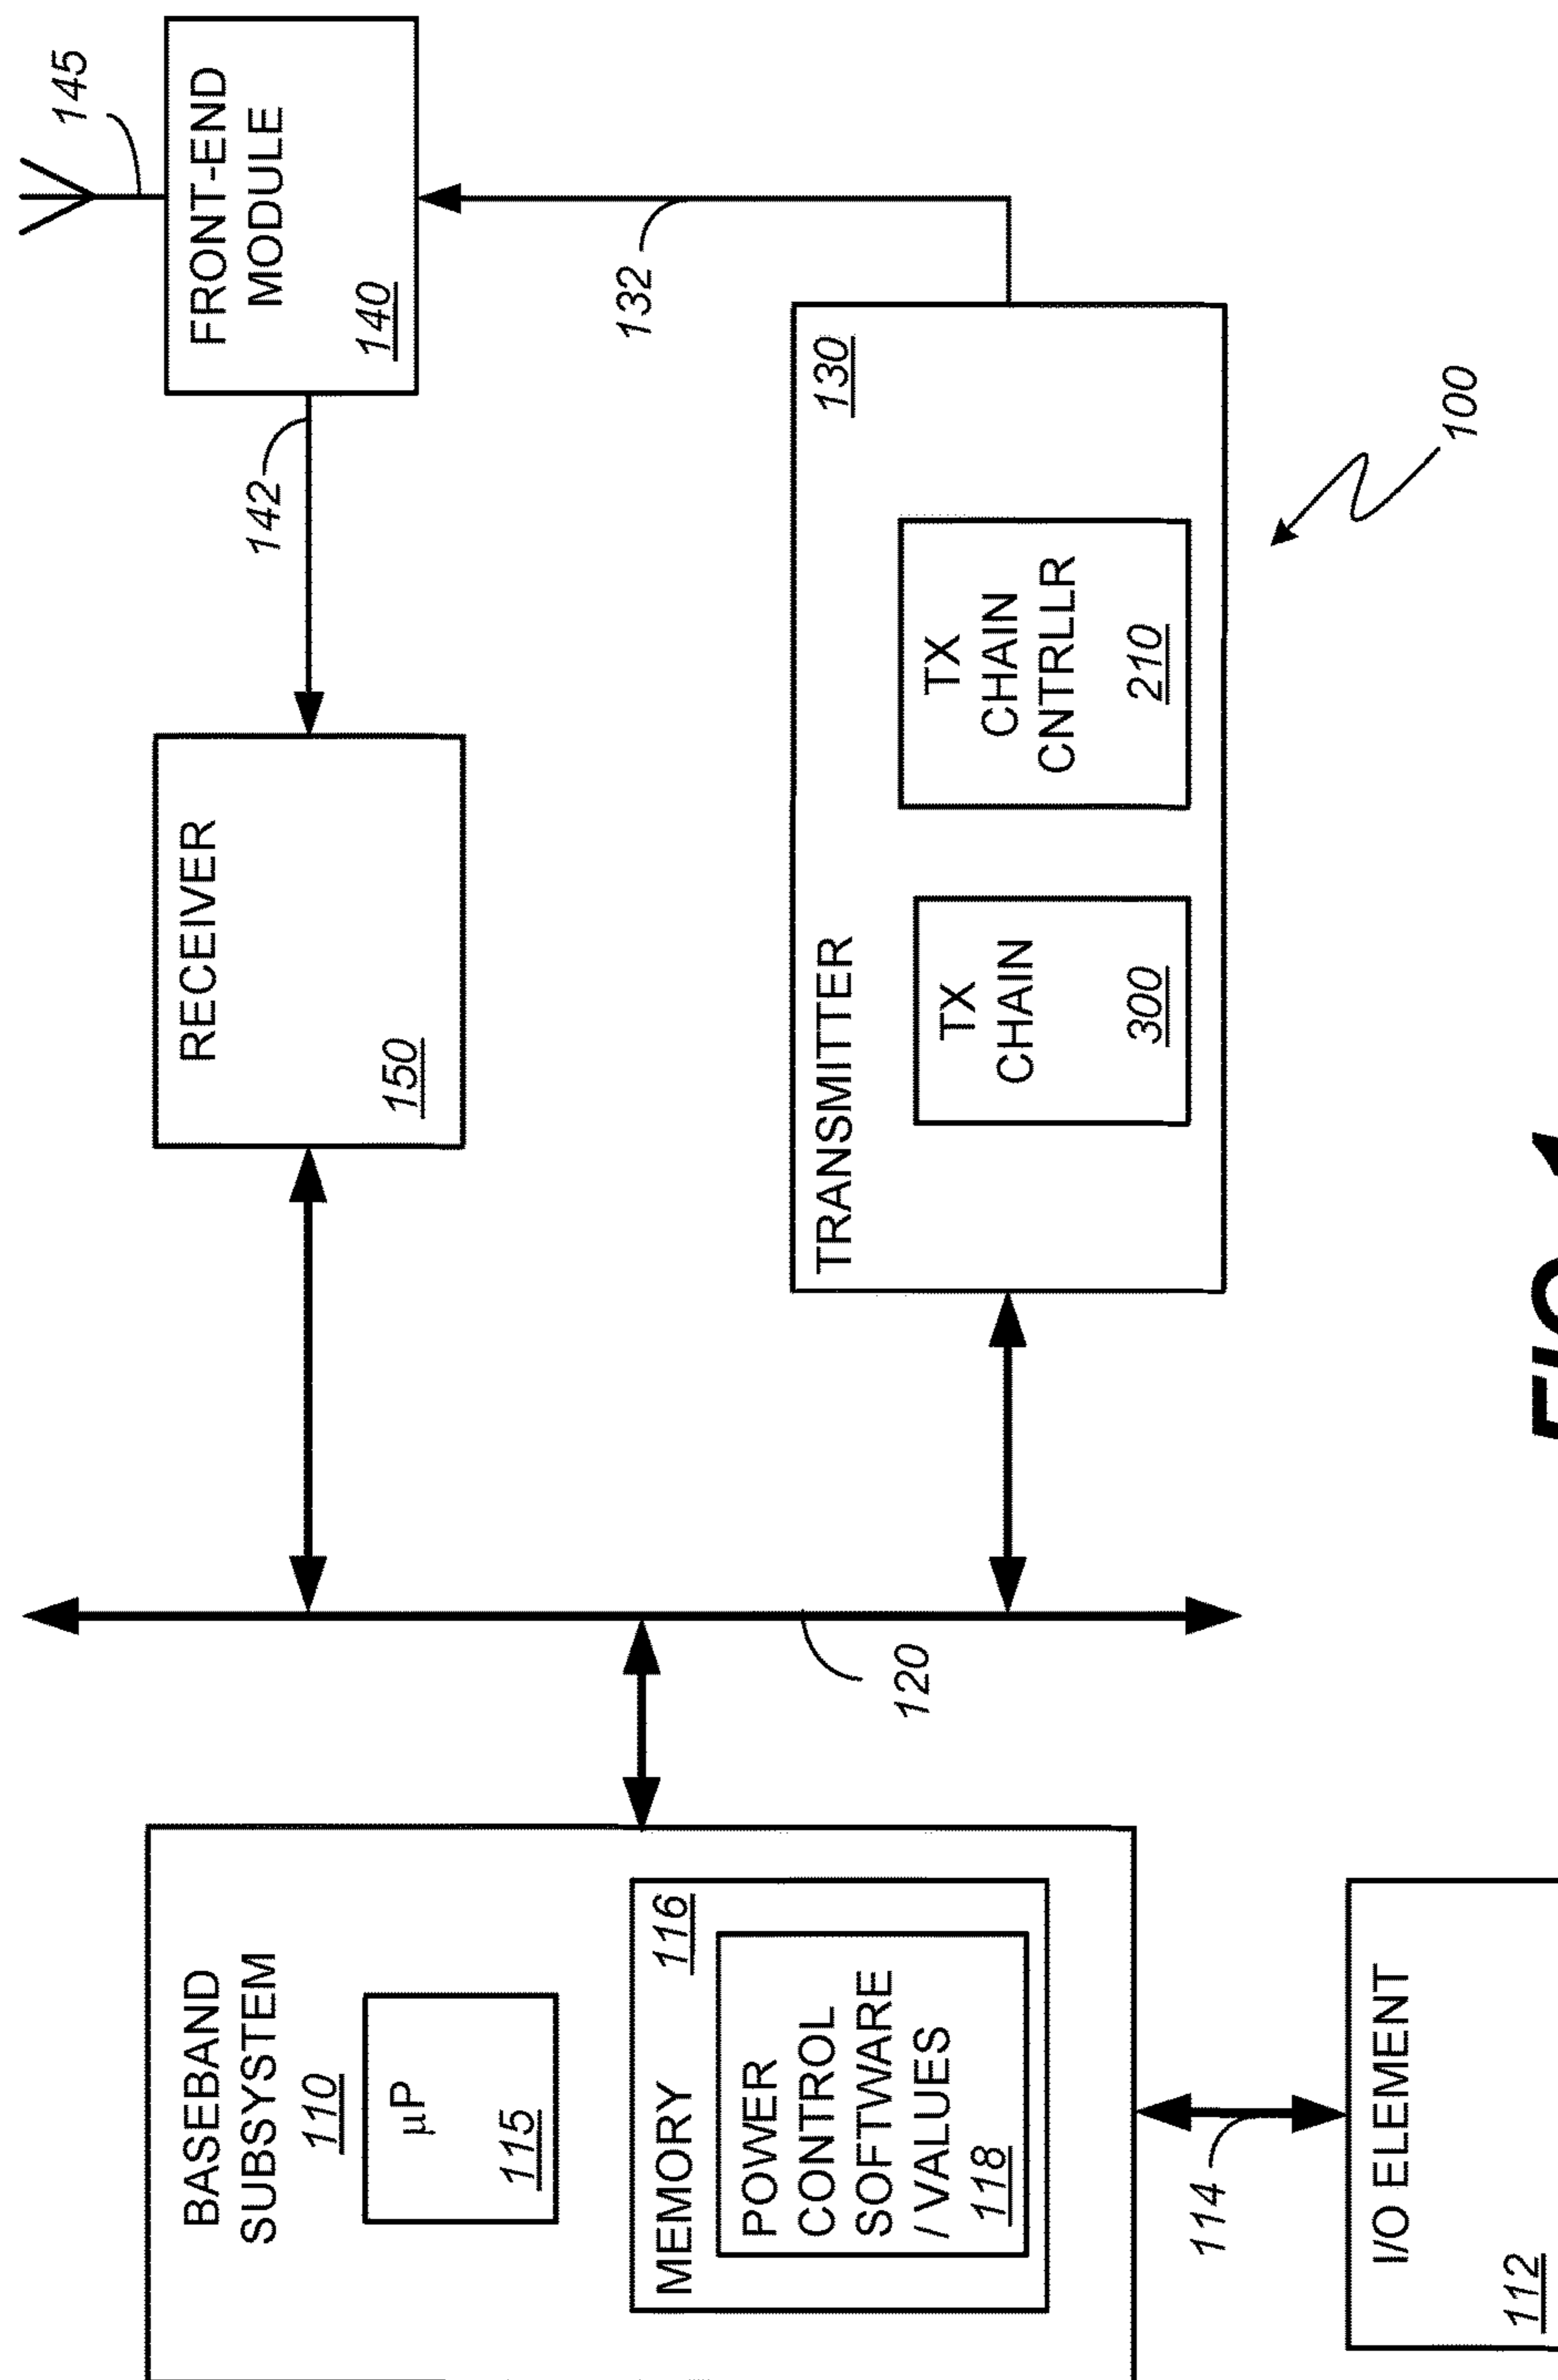 BASEBAND
SUBSYSTEM
110
µP
115
MEMORY
116
POWER
CONTROL
SOFTWARE
/ VALUES
118
114
I/O ELEMENT
112
120
RECEIVER
150
142
FRONT-END
MODULE
140
145
132
TRANSMITTER
130
TX
CHAIN
300
TX
CHAIN
CNTRLLR
210
100